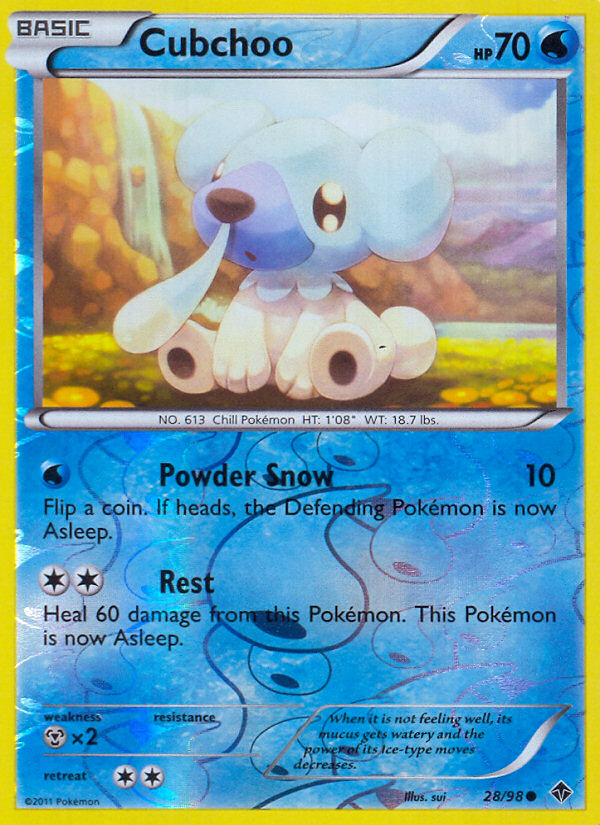 BASIC
Cubchoo
HP70
NO. 613 Chill Pokémon HT: 1'08" WT: 18.7 lbs.
Powder Snow 10
Flip a coin. If heads, the Defending Pokémon is now
Asleep.
Rest
Heal 60 damage from this Pokémon. This Pokémon
is now Asleep.
weakness resistance
×2
When it is not feeling well, its
mucus gets watery and the
power of its Ice-type moves
decreases.
retreat
©2011 Pokémon
Illus. sui
28/98